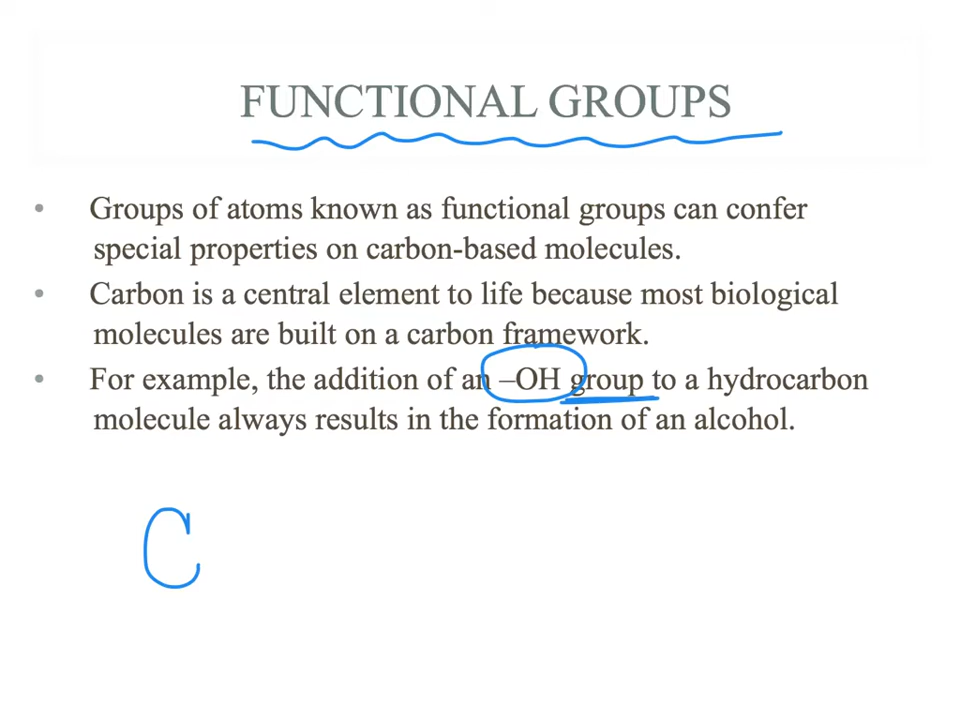 FUNCTIONAL GROUPS
• Groups of atoms known as functional groups can confer
special properties on carbon-based molecules.
• Carbon is a central element to life because most biological
molecules are built on a carbon framework.
• For example, the addition of an –OH group to a hydrocarbon
molecule always results in the formation of an alcohol.
C